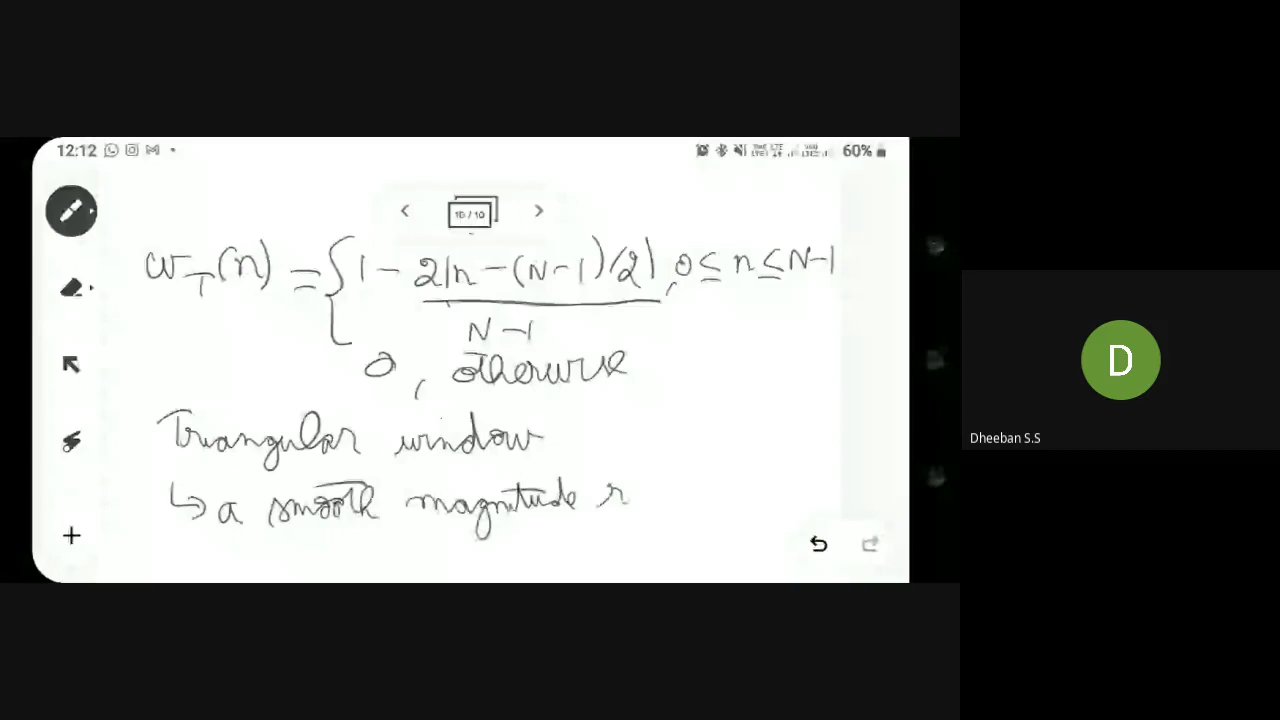 12:12
60%
10 / 10
w_T(n) = { 1 - 2|n - (N-1)/2| / N-1 , 0 ≤ n ≤ N-1
0 , otherwise
Triangular window
↳ a smooth magnitude r
D
Dheeban S.S